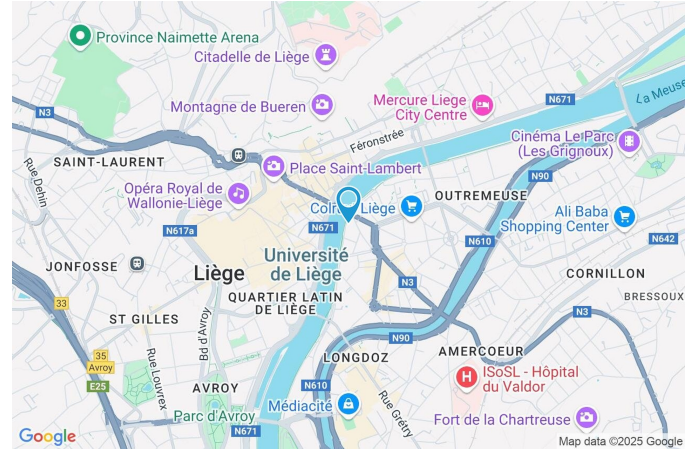 Province Naimette Arena
Citadelle de Liège
La Meuse
N671
Mercure Liege
City Centre
Montagne de Bueren
N3
Féronstrée
Cinéma Le Parc
(Les Grignoux)
SAINT-LAURENT
Place Saint-Lambert
N90
Rue Dehin
Opéra Royal de
Wallonie-Liège
OUTREMEUSE
Liège
Ali Baba
Shopping Center
N617a
N671
N610
N642
Université
de Liège
JONFOSSE
Liège
CORNILLON
N3
BRESSOUX
QUARTIER LATIN
DE LIÈGE
33
ST GILLES
Bd d'Avroy
N90
N3
35
Avroy
Rue Louvrex
LONGDOZ
AMERCOEUR
E25
AVROY
N610
ISoSL - Hôpital
du Valdor
Parc d'Avroy
Médiacité
Rue Grétry
Fort de la Chartreuse
N671
Google
Map data ©2025 Google